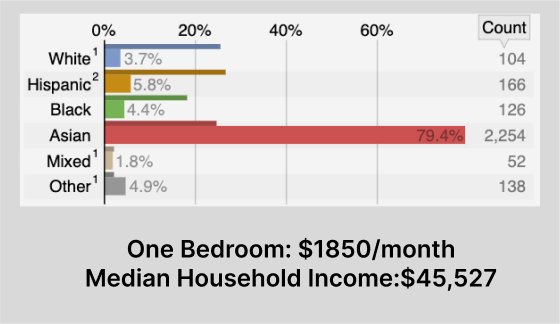 0% 20% 40% 60% Count
White¹ 3.7% 104
Hispanic² 5.8% 166
Black 4.4% 126
Asian 79.4% 2,254
Mixed¹ 1.8% 52
Other¹ 4.9% 138
One Bedroom: $1850/month
Median Household Income:$45,527